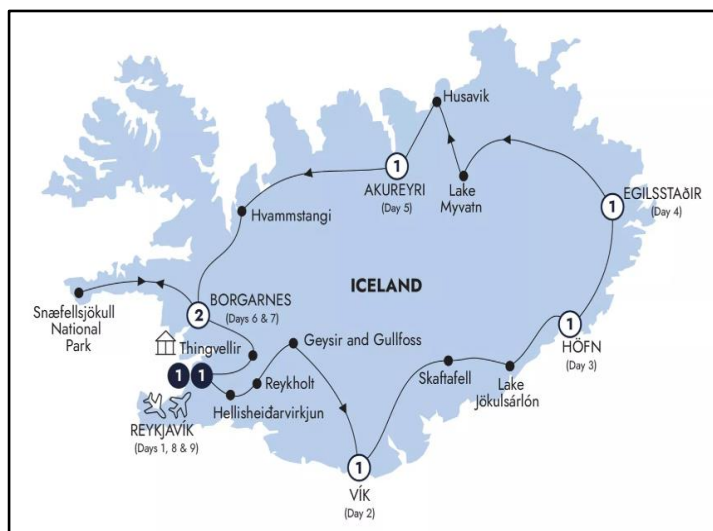 Husavik
1
AKUREYRI
(Day 5)
Lake
Myvatn
EGILSSTAðIR
1
(Day 4)
Hvammstangi
ICELAND
2
BORGARNES
(Days 6 & 7)
Snæfellsjökull
National
Park
Thingvellir
Geysir and Gullfoss
1
HÖFN
(Day 3)
Skaftafell
Lake
Jökulsárlón
1 1
Reykholt
Hellisheiðarvirkjun
REYKJAVÍK
(Days 1, 8 & 9)
1
VÍK
(Day 2)